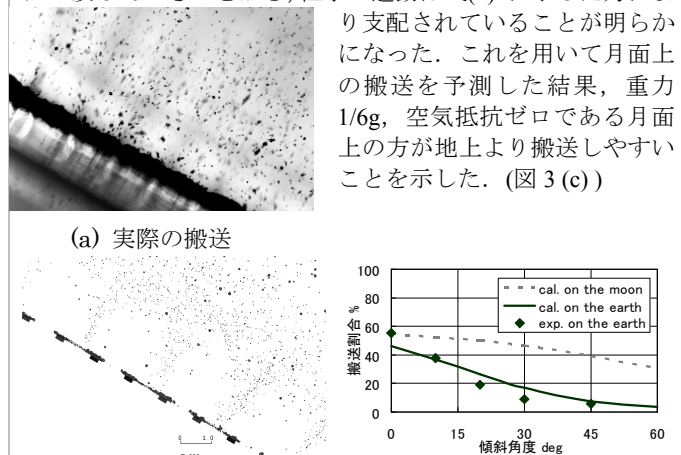 り支配されていることが明らか
になった．これを用いて月面上
の搬送を予測した結果，重力
1/6g，空気抵抗ゼロである月面
上の方が地上より搬送しやすい
ことを示した．(図 3 (c) )
(a) 実際の搬送
0 1.0
100
80
60
40
20
0
搬送割合 %
cal. on the moon
cal. on the earth
exp. on the earth
0 15 30 45 60
傾斜角度 deg